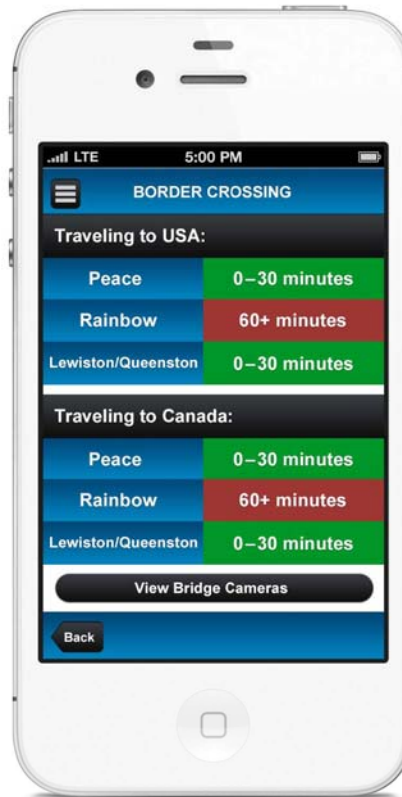 LTE 5:00 PM
BORDER CROSSING
Traveling to USA:
Peace 0–30 minutes
Rainbow 60+ minutes
Lewiston/Queenston 0–30 minutes
Traveling to Canada:
Peace 0–30 minutes
Rainbow 60+ minutes
Lewiston/Queenston 0–30 minutes
View Bridge Cameras
Back